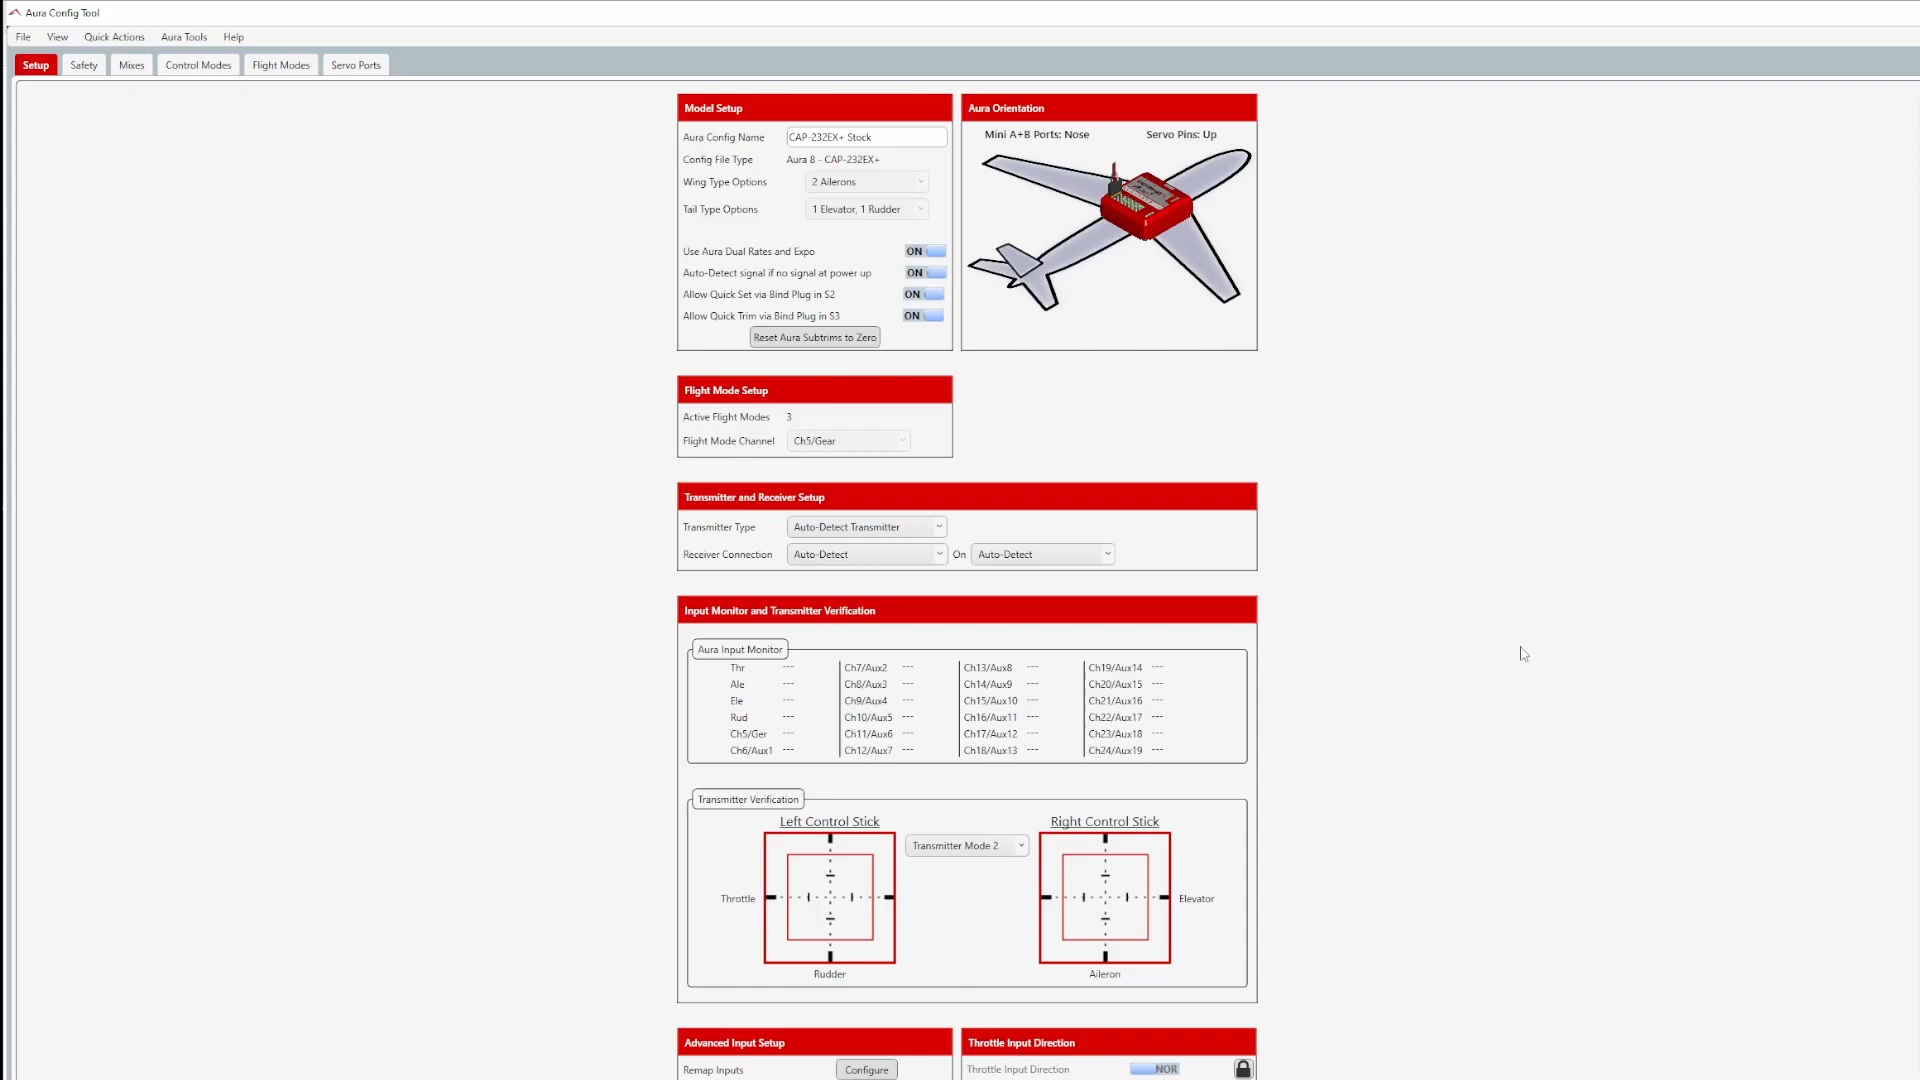 Aura Config Tool
File View Quick Actions Aura Tools Help
Setup Safety Mixes Control Modes Flight Modes Servo Ports
Model Setup
Aura Config Name CAP-232EX+ Stock
Config File Type Aura 8 - CAP-232EX+
Wing Type Options 2 Ailerons
Tail Type Options 1 Elevator, 1 Rudder
Use Aura Dual Rates and Expo ON
Auto-Detect signal if no signal at power up ON
Allow Quick Set via Bind Plug in S2 ON
Allow Quick Trim via Bind Plug in S3 ON
Reset Aura Subtrims to Zero
Aura Orientation
Mini A+B Ports: Nose Servo Pins: Up
Flight Mode Setup
Active Flight Modes 3
Flight Mode Channel Ch5/Gear
Transmitter and Receiver Setup
Transmitter Type Auto-Detect Transmitter
Receiver Connection Auto-Detect On Auto-Detect
Input Monitor and Transmitter Verification
Aura Input Monitor
Thr --- Ch7/Aux2 --- Ch13/Aux8 --- Ch19/Aux14 ---
Ale --- Ch8/Aux3 --- Ch14/Aux9 --- Ch20/Aux15 ---
Ele --- Ch9/Aux4 --- Ch15/Aux10 --- Ch21/Aux16 ---
Rud --- Ch10/Aux5 --- Ch16/Aux11 --- Ch22/Aux17 ---
Ch5/Ger --- Ch11/Aux6 --- Ch17/Aux12 --- Ch23/Aux18 ---
Ch6/Aux1 --- Ch12/Aux7 --- Ch18/Aux13 --- Ch24/Aux19 ---
Transmitter Verification
Left Control Stick Right Control Stick
Transmitter Mode 2
Throttle Elevator
Rudder Aileron
Advanced Input Setup
Remap Inputs Configure
Throttle Input Direction
Throttle Input Direction NOR